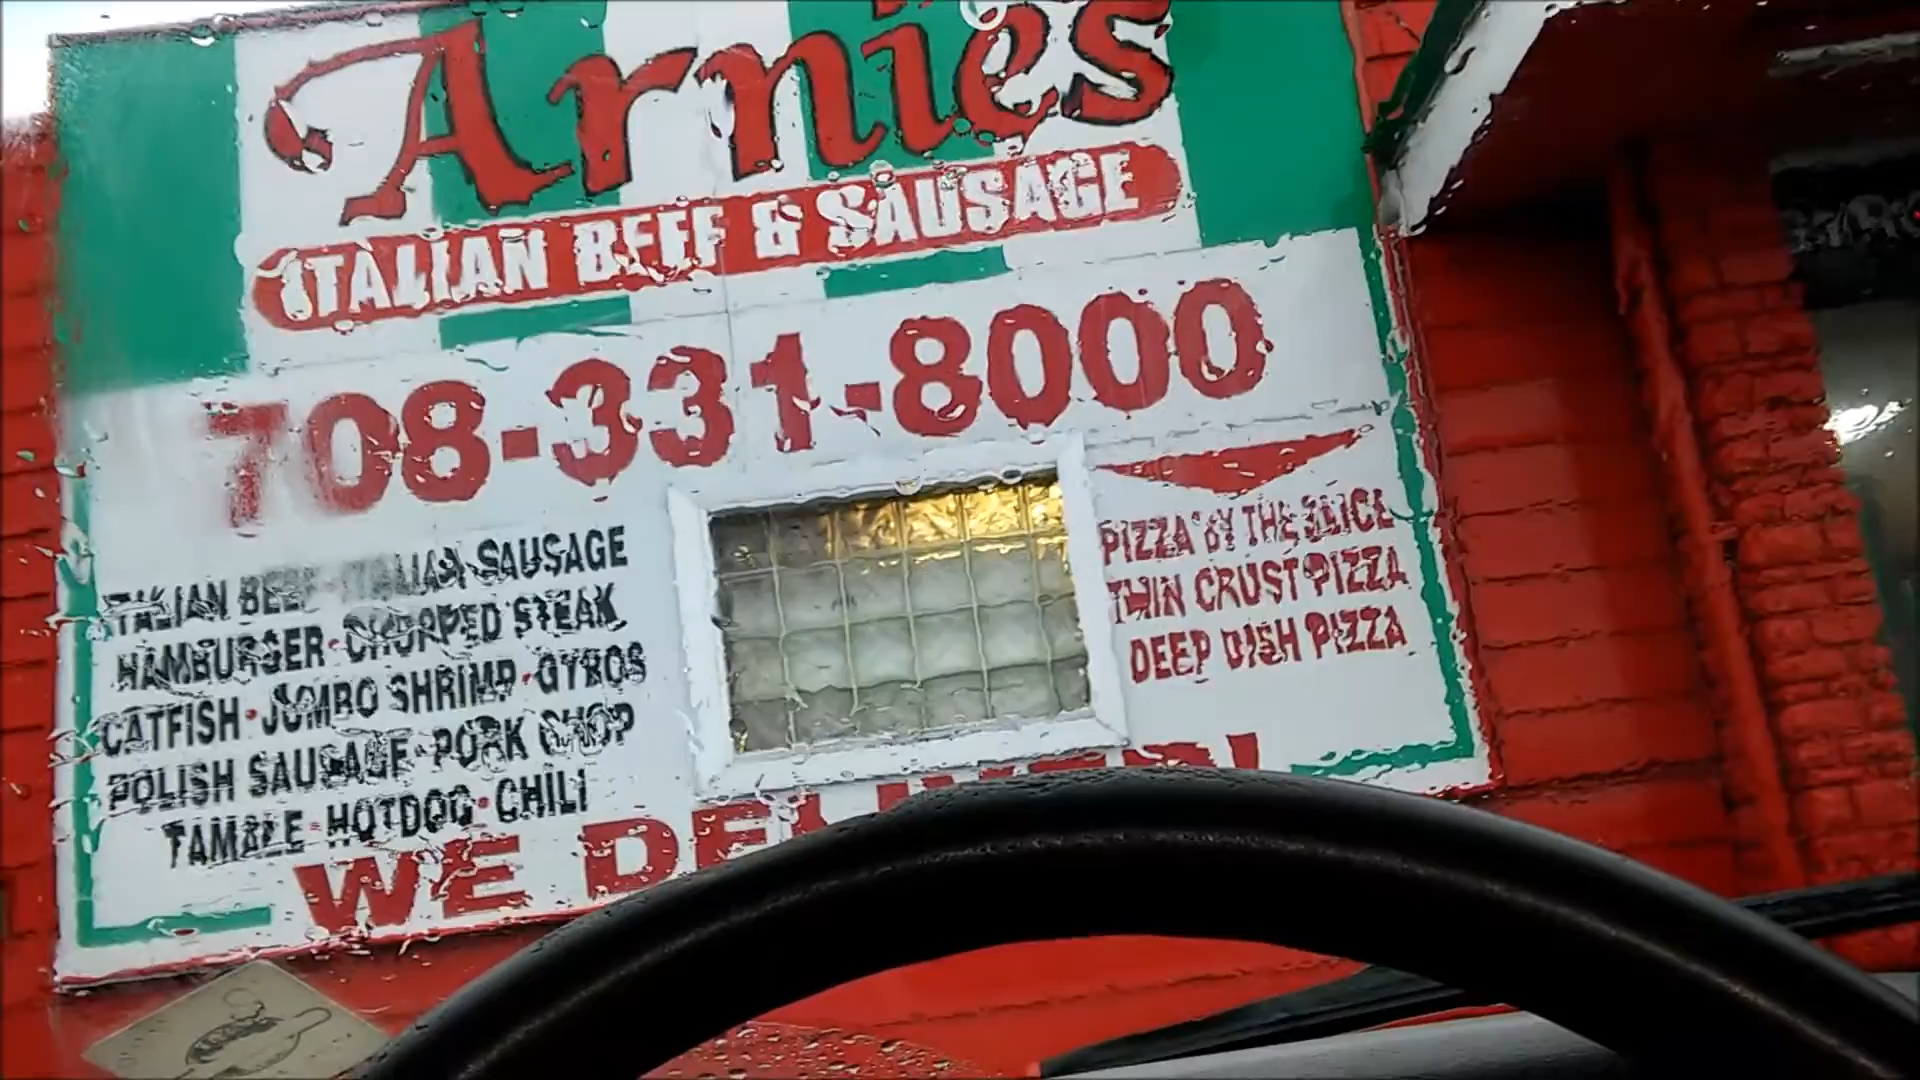 Arnies
ITALIAN BEEF & SAUSAGE
708-331-8000
ITALIAN BEEF · ITALIAN SAUSAGE
HAMBURGER · CHOPPED STEAK
CATFISH · JUMBO SHRIMP · GYROS
POLISH SAUSAGE · PORK CHOP
TAMALE · HOTDOG · CHILI
PIZZA BY THE SLICE
THIN CRUST PIZZA
DEEP DISH PIZZA
WE DELIVER!